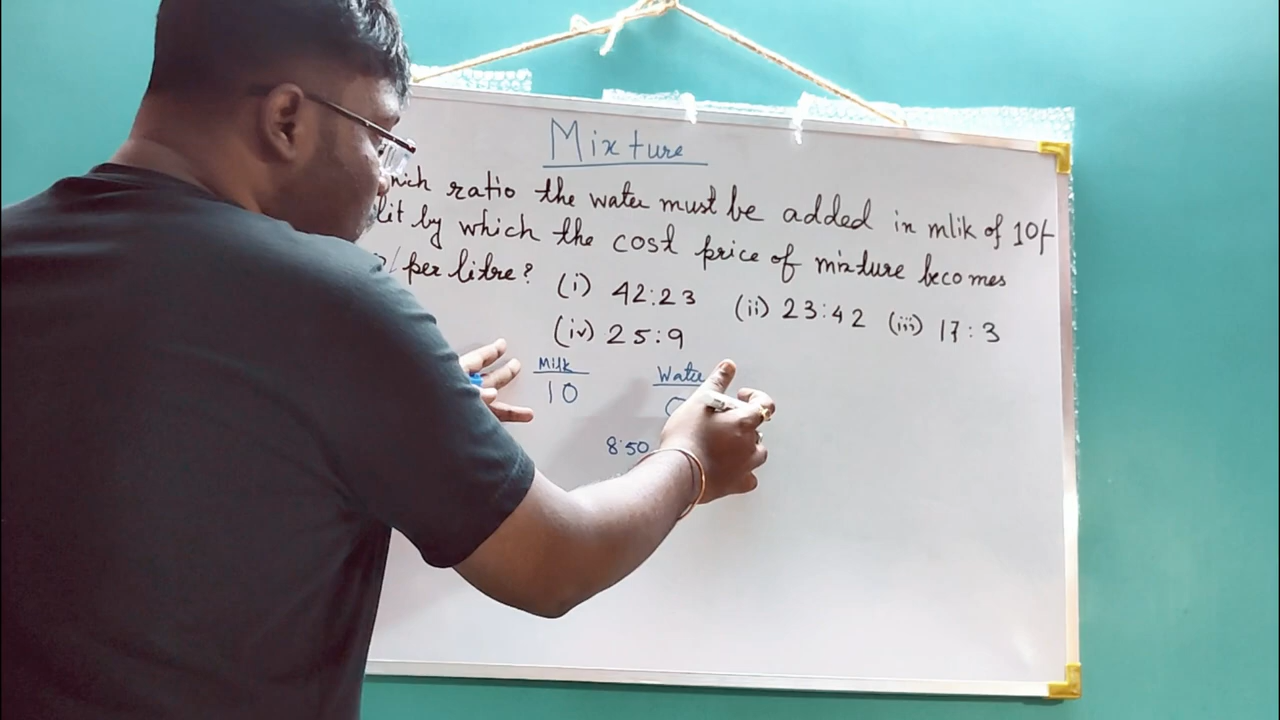 Mixture
ratio the water must be added in mlik of 10/-
lit by which the cost price of mixture becomes
per litre? (i) 42:23 (ii) 23:42 (iii) 17:3
(iv) 25:9
Milk Water
10 0
8.50